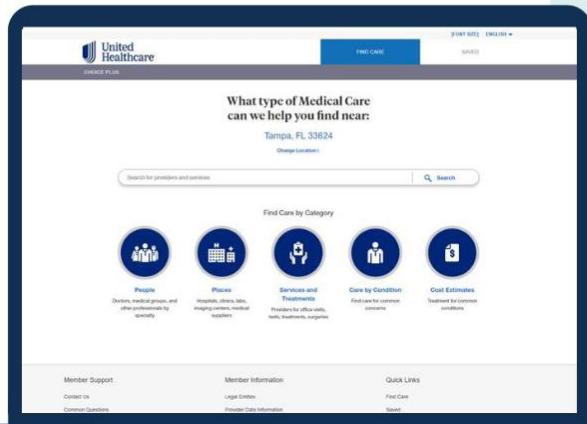 [FONT SIZE] ENGLISH
United
Healthcare
FIND CARE
SAVED
CHOICE PLUS
What type of Medical Care
can we help you find near:
Tampa, FL 33624
Change Location
Search for providers and services
Search
Find Care by Category
People
Doctors, medical groups, and
other professionals by
specialty
Places
Hospitals, clinics, labs,
imaging centers, medical
suppliers
Services and
Treatments
Providers for office visits,
tests, treatments, surgeries
Care by Condition
Find care for common
concerns
Cost Estimates
Treatment for common
conditions
Member Support
Contact Us
Common Questions
Member Information
Legal Entities
Provider Data Information
Quick Links
Find Care
Saved